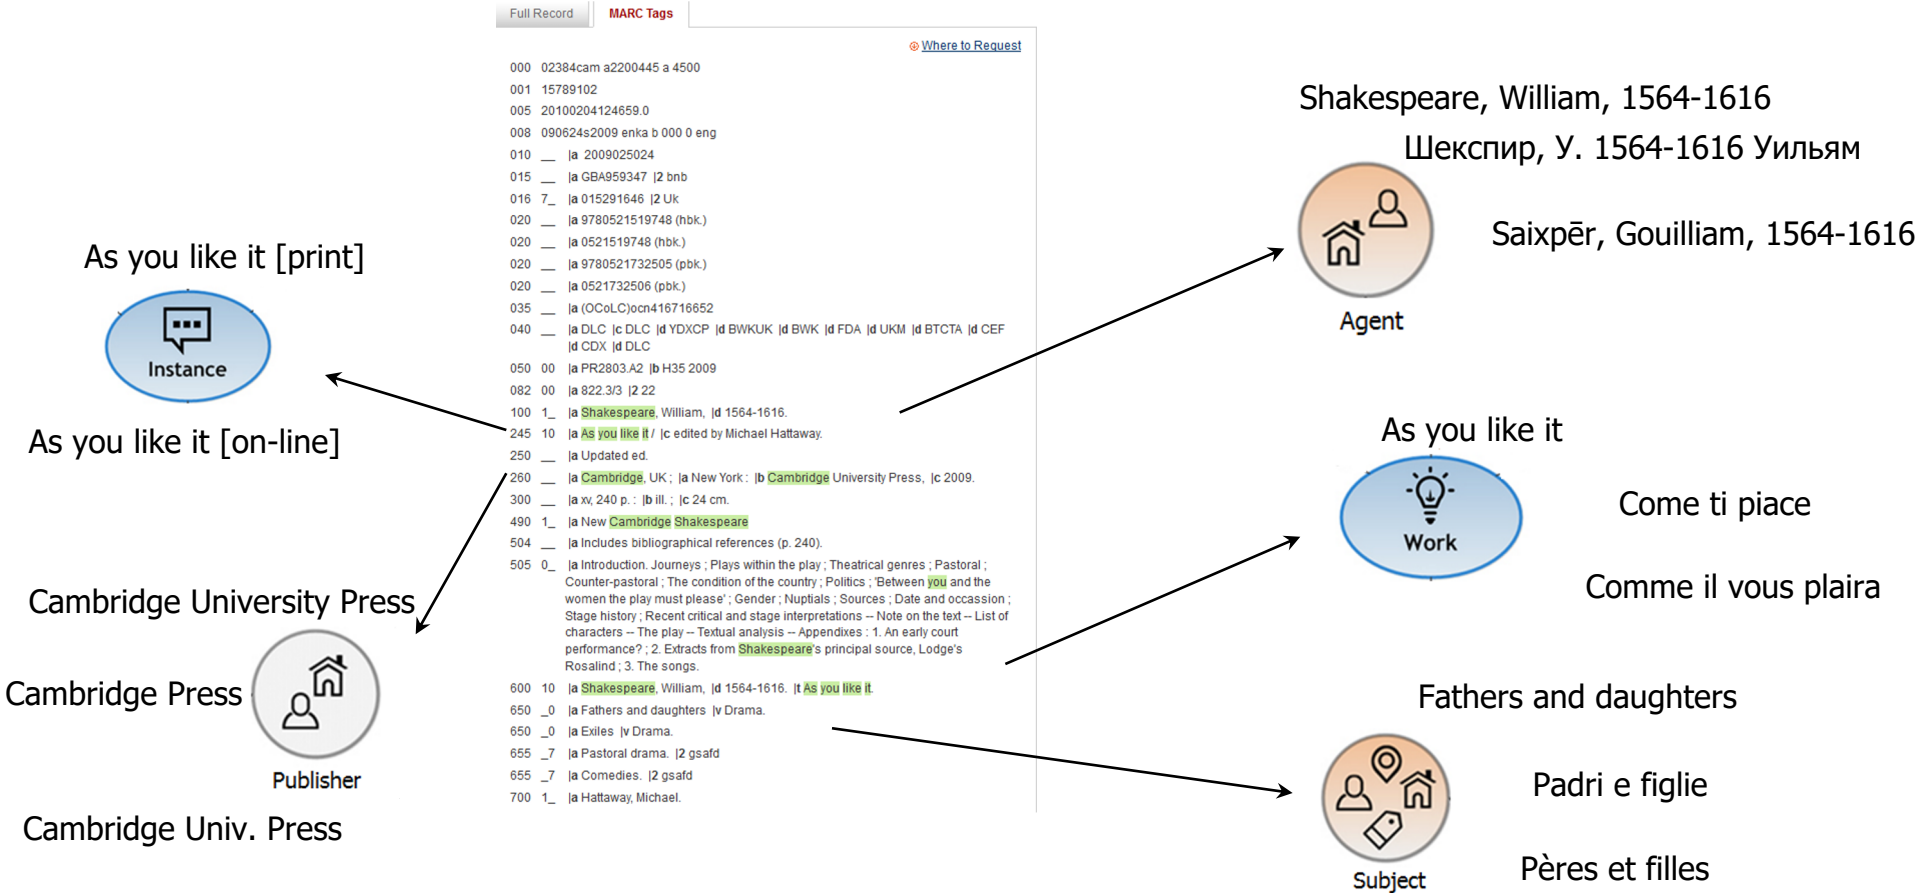 Full Record
MARC Tags
Where to Request
000 02384cam a2200445 a 4500
001 15789102
005 20100204124659.0
008 090624s2009 enka b 000 0 eng
010 __ |a 2009025024
015 __ |a GBA959347 |2 bnb
016 7_ |a 015291646 |2 Uk
020 __ |a 9780521519748 (hbk.)
020 __ |a 0521519748 (hbk.)
020 __ |a 9780521732505 (pbk.)
020 __ |a 0521732506 (pbk.)
035 __ |a (OCoLC)ocn416716652
040 __ |a DLC |c DLC |d YDXCP |d BWKUK |d BWK |d FDA |d UKM |d BTCTA |d CEF
|d CDX |d DLC
050 00 |a PR2803.A2 |b H35 2009
082 00 |a 822.3/3 |2 22
100 1_ |a Shakespeare, William, |d 1564-1616.
245 10 |a As you like it / |c edited by Michael Hattaway.
250 __ |a Updated ed.
260 __ |a Cambridge, UK ; |a New York : |b Cambridge University Press, |c 2009.
300 __ |a xv, 240 p. : |b ill. ; |c 24 cm.
490 1_ |a New Cambridge Shakespeare
504 __ |a Includes bibliographical references (p. 240).
505 0_ |a Introduction. Journeys ; Plays within the play ; Theatrical genres ; Pastoral ;
Counter-pastoral ; The condition of the country ; Politics ; 'Between you and the
women the play must please' ; Gender ; Nuptials ; Sources ; Date and occassion ;
Stage history ; Recent critical and stage interpretations -- Note on the text -- List of
characters -- The play -- Textual analysis -- Appendixes : 1. An early court
performance? ; 2. Extracts from Shakespeare's principal source, Lodge's
Rosalind ; 3. The songs.
600 10 |a Shakespeare, William, |d 1564-1616. |t As you like it.
650 _0 |a Fathers and daughters |v Drama.
650 _0 |a Exiles |v Drama.
655 _7 |a Pastoral drama. |2 gsafd
655 _7 |a Comedies. |2 gsafd
700 1_ |a Hattaway, Michael.
As you like it [print]
Instance
As you like it [on-line]
Cambridge University Press
Cambridge Press
Publisher
Cambridge Univ. Press
Shakespeare, William, 1564-1616
Шекспир, У. 1564-1616 Уильям
Saixpēr, Gouilliam, 1564-1616
Agent
As you like it
Work
Come ti piace
Comme il vous plaira
Fathers and daughters
Padri e figlie
Pères et filles
Subject